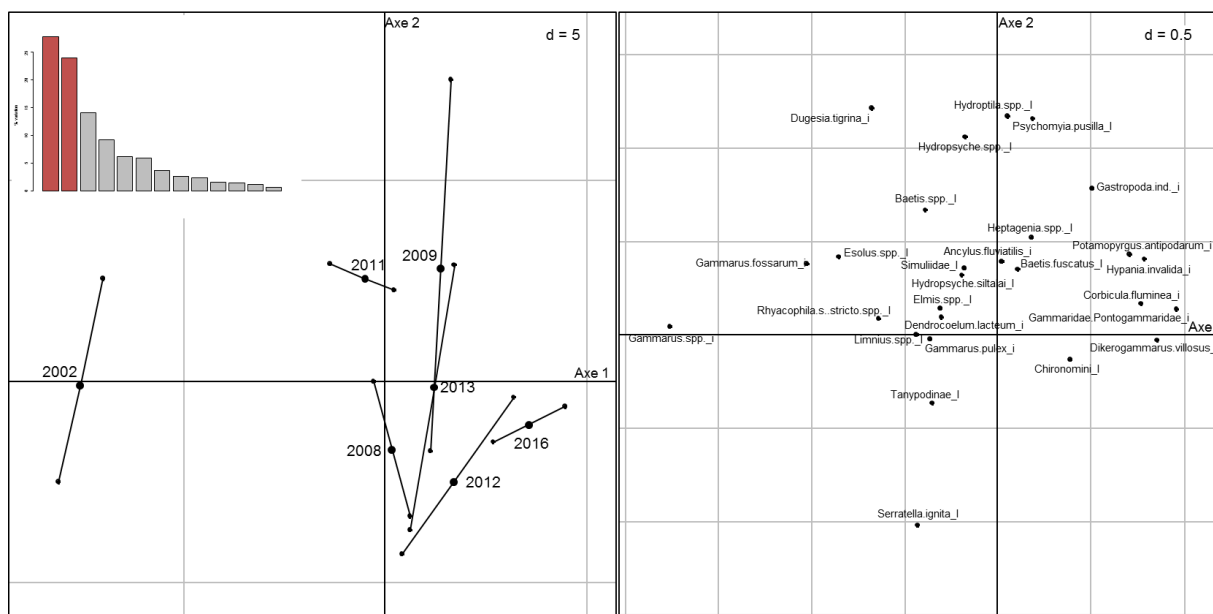 Axe 2
d = 5
2009
2011
2002
Axe 1
2013
2016
2008
2012
Axe 2
d = 0.5
Hydroptila.spp._l
Dugesia.tigrina_i
Psychomyia.pusilla_l
Hydropsyche.spp._l
Gastropoda.ind._i
Baetis.spp._l
Heptagenia.spp._l
Potamopyrgus.antipodarum_i
Esolus.spp._l
Ancylus.fluviatilis_i
Gammarus.fossarum_i
Simuliidae_l
Baetis.fuscatus_l
Hypania.invalida_i
Hydropsyche.siltalai_l
Corbicula.fluminea_i
Elmis.spp._l
Rhyacophila.s..stricto.spp._l
Gammaridae.Pontogammaridae_i
Dendrocoelum.lacteum_i
Axe
Gammarus.spp._i
Limnius.spp._l
Gammarus.pulex_i
Dikerogammarus.villosus_
Chironomini_l
Tanypodinae_l
Serratella.ignita_l